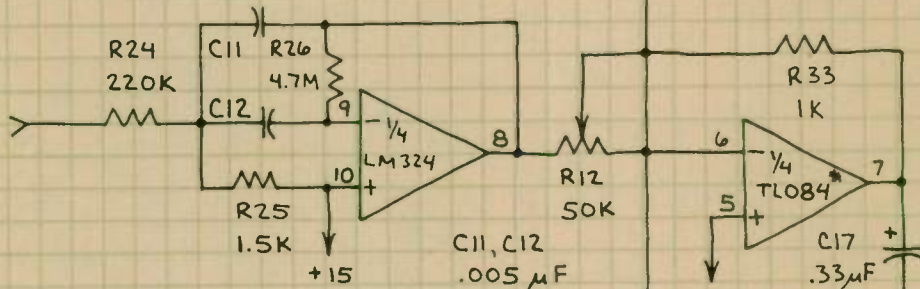 R24
220K
C11
R26
4.7M
C12
9
-
1/4
LM324
8
10
+
R25
1.5K
+15
C11, C12
.005 µF
R12
50K
R33
1K
6
-
1/4
TL084*
7
5
+
C17
.33µF
+